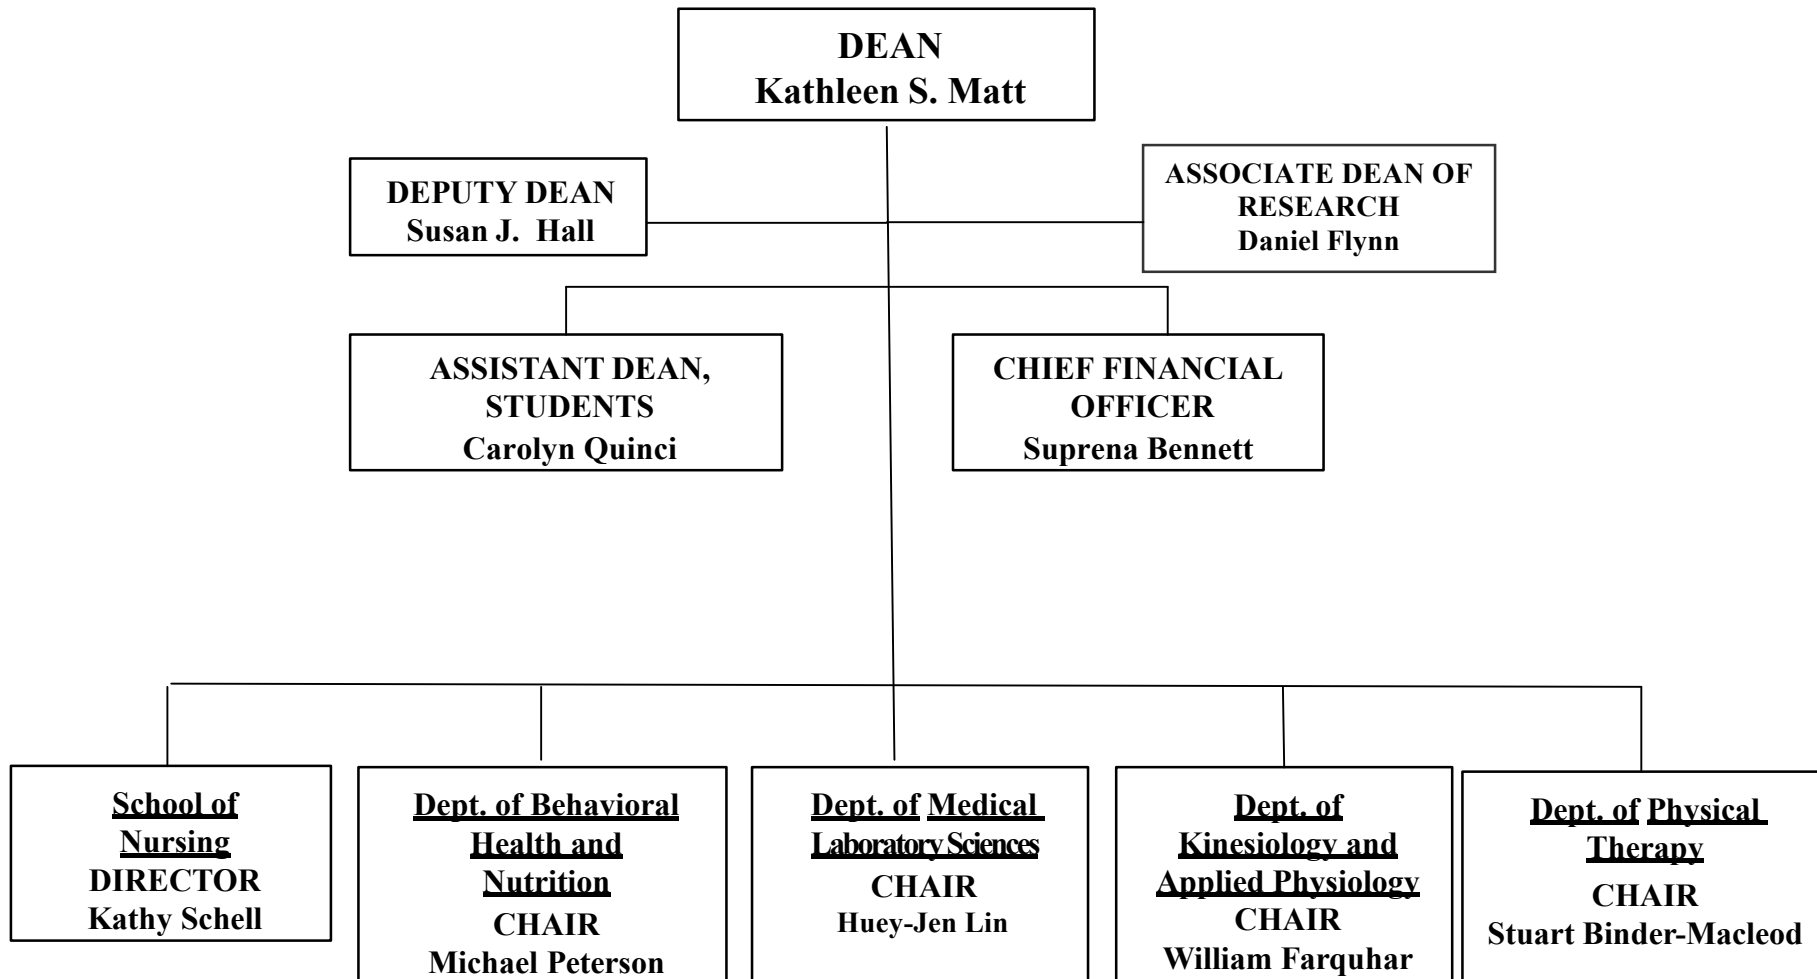 DEAN
Kathleen S. Matt
DEPUTY DEAN
Susan J. Hall
ASSOCIATE DEAN OF
RESEARCH
Daniel Flynn
ASSISTANT DEAN,
STUDENTS
Carolyn Quinci
CHIEF FINANCIAL
OFFICER
Suprena Bennett
School of
Nursing
DIRECTOR
Kathy Schell
Dept. of Behavioral
Health and
Nutrition
CHAIR
Michael Peterson
Dept. of Medical
Laboratory Sciences
CHAIR
Huey-Jen Lin
Dept. of
Kinesiology and
Applied Physiology
CHAIR
William Farquhar
Dept. of Physical
Therapy
CHAIR
Stuart Binder-Macleod